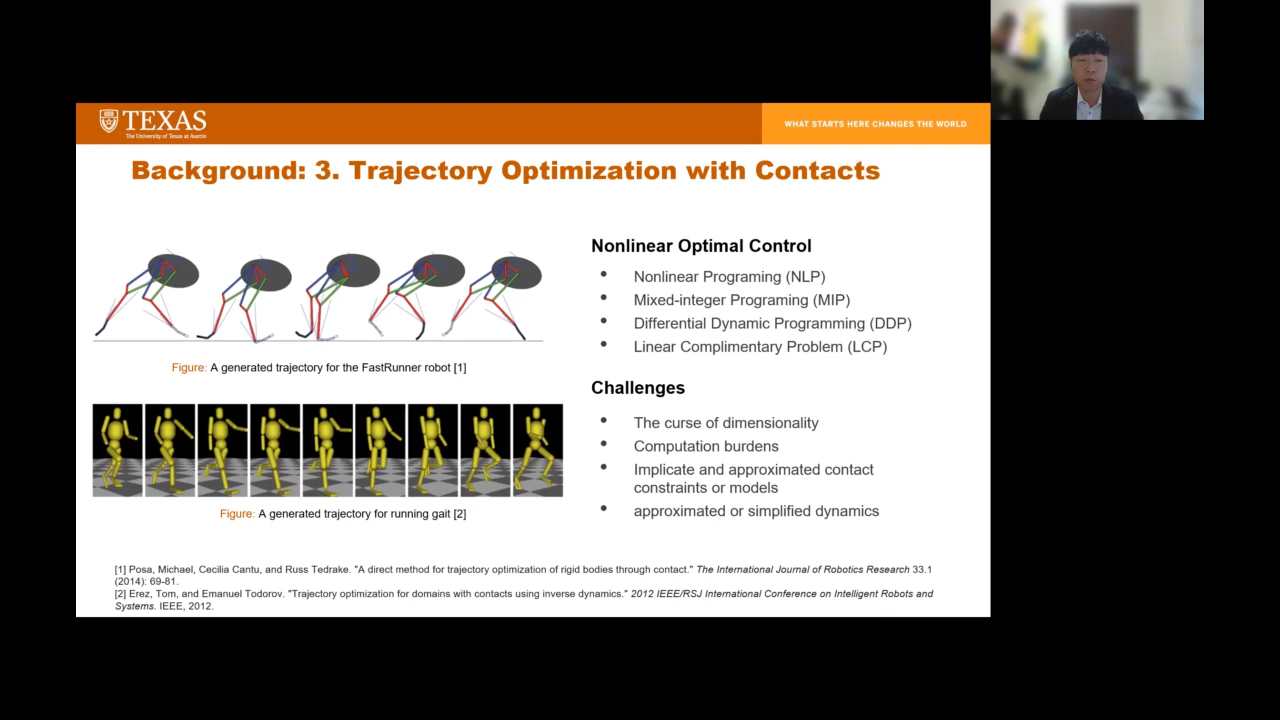 TEXAS
The University of Texas at Austin
WHAT STARTS HERE CHANGES THE WORLD
Background: 3. Trajectory Optimization with Contacts
Figure: A generated trajectory for the FastRunner robot [1]
Figure: A generated trajectory for running gait [2]
Nonlinear Optimal Control
• Nonlinear Programing (NLP)
• Mixed-integer Programing (MIP)
• Differential Dynamic Programming (DDP)
• Linear Complimentary Problem (LCP)
Challenges
• The curse of dimensionality
• Computation burdens
• Implicate and approximated contact
constraints or models
• approximated or simplified dynamics
[1] Posa, Michael, Cecilia Cantu, and Russ Tedrake. "A direct method for trajectory optimization of rigid bodies through contact." The International Journal of Robotics Research 33.1
(2014): 69-81.
[2] Erez, Tom, and Emanuel Todorov. "Trajectory optimization for domains with contacts using inverse dynamics." 2012 IEEE/RSJ International Conference on Intelligent Robots and
Systems. IEEE, 2012.